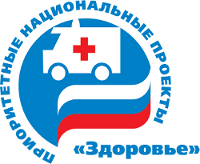 ПРИОРИТЕТНЫЕ НАЦИОНАЛЬНЫЕ ПРОЕКТЫ
«Здоровье»